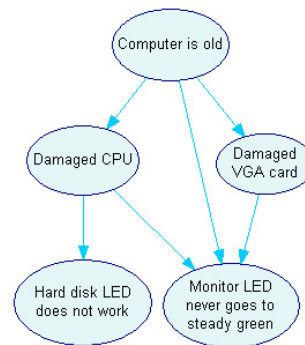 Computer is old
Damaged CPU
Damaged
VGA card
Hard disk LED
does not work
Monitor LED
never goes to
steady green